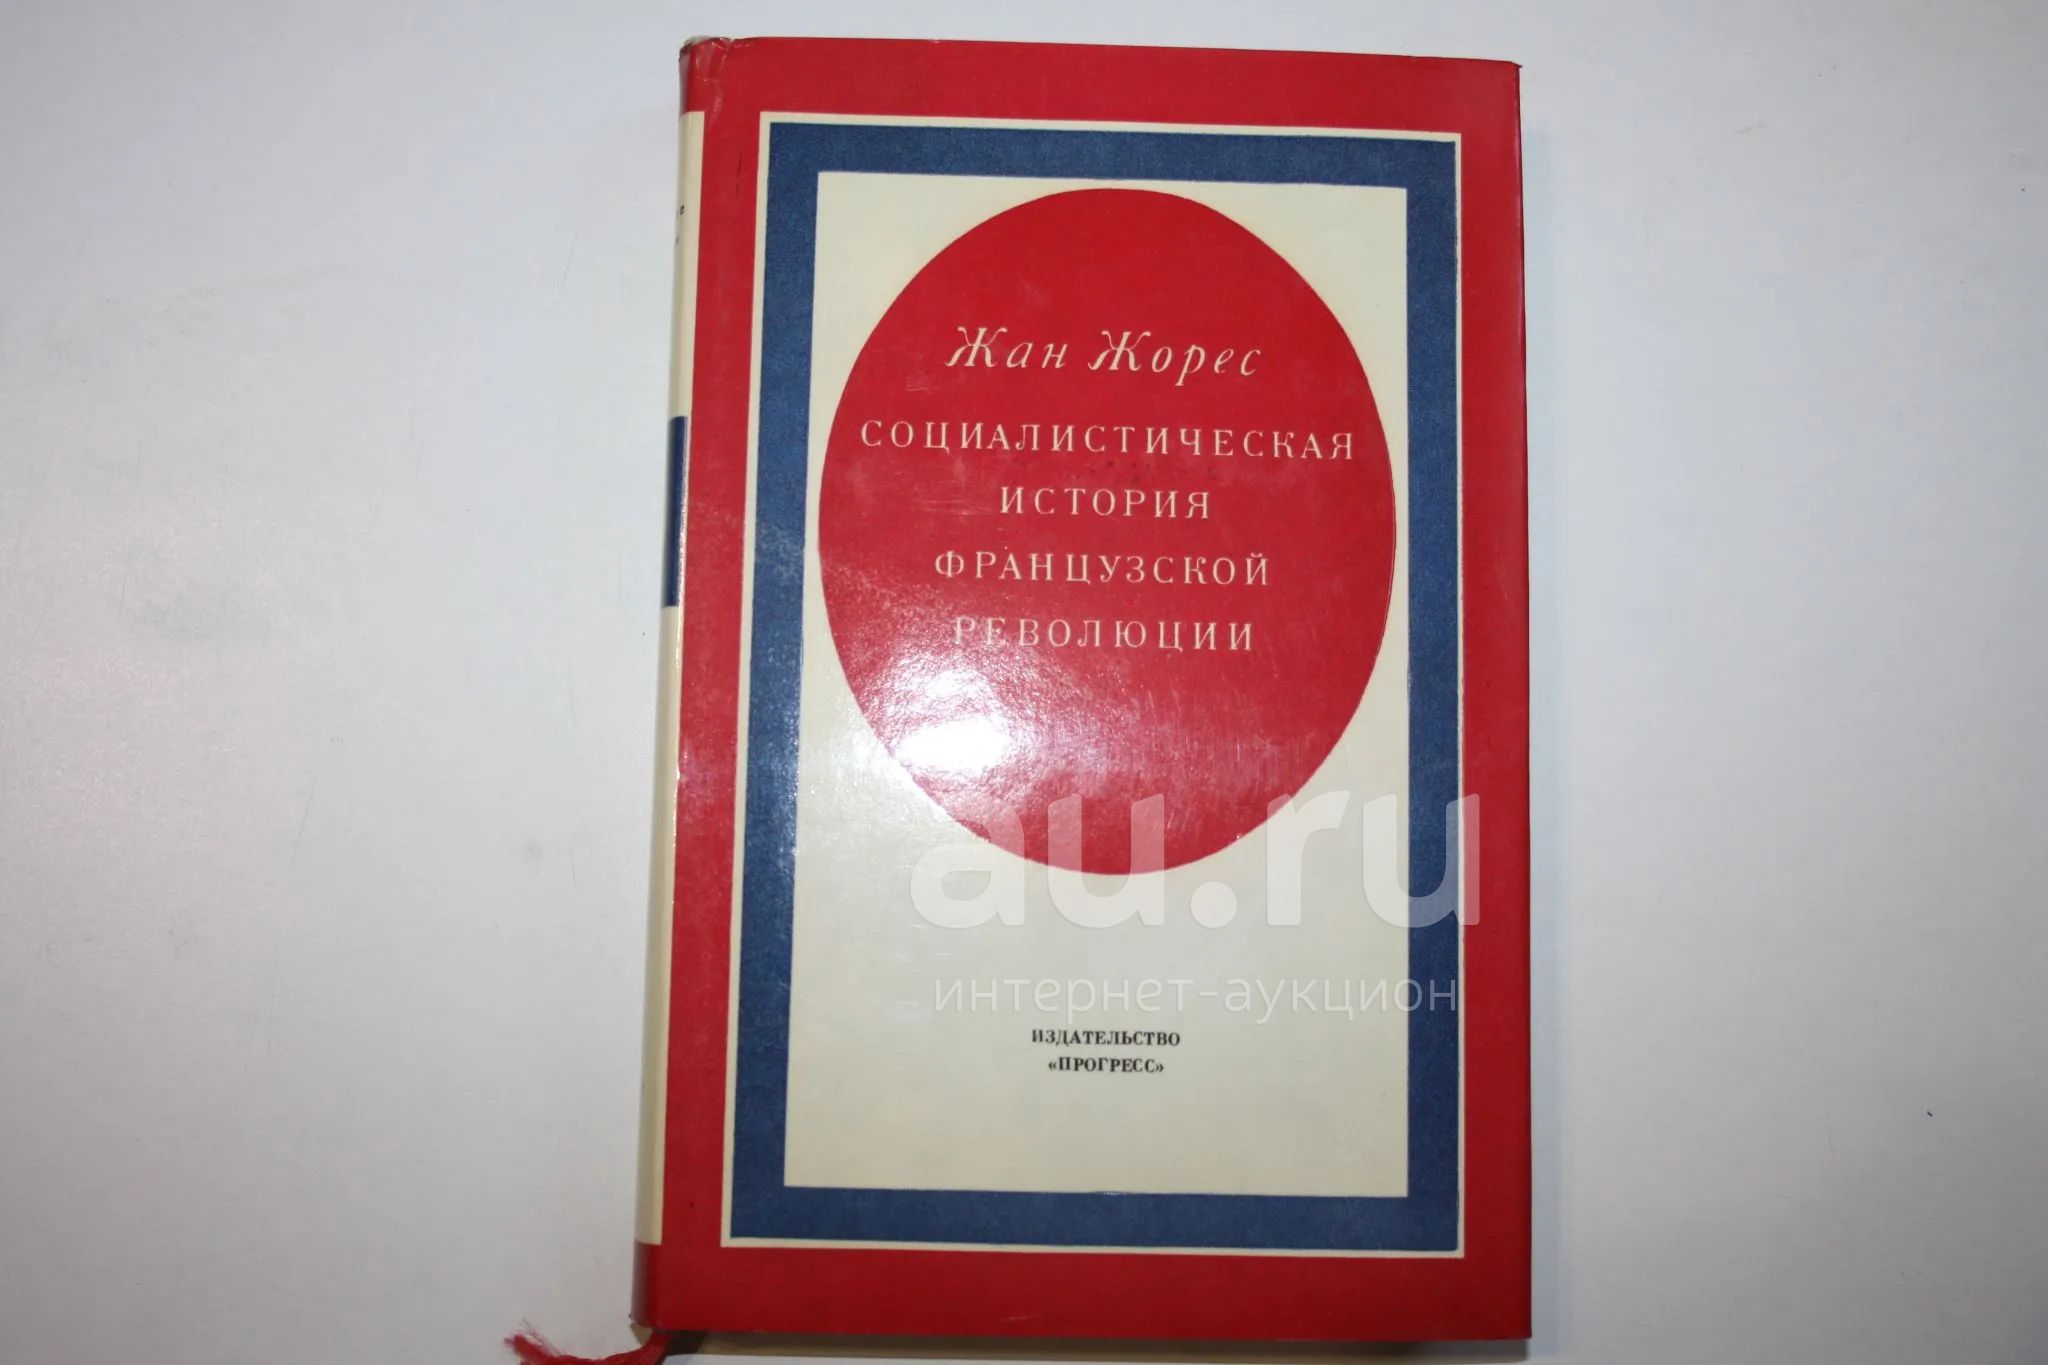 Жан Жорес
СОЦИАЛИСТИЧЕСКАЯ
ИСТОРИЯ
ФРАНЦУЗСКОЙ
РЕВОЛЮЦИИ
au.ru
интернет-аукцион
ИЗДАТЕЛЬСТВО
«ПРОГРЕСС»